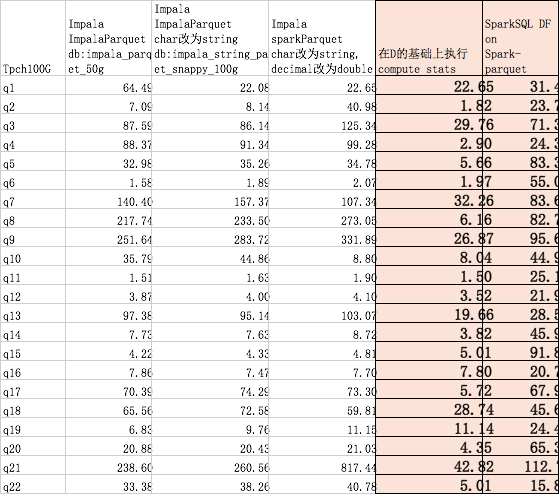 Tpch100G	Impala ImpalaParquet db:impala_parquet_50g	Impala ImpalaParquet char改为string db:impala_string_parquet_snappy_100g	Impala sparkParquet char改为string, decimal改为double	在D的基础上执行 compute stats	SparkSQL DF on Spark-parquet
q1	64.49	22.08	22.65	22.65	31.4
q2	7.09	8.14	40.98	1.82	23.7
q3	87.59	86.14	125.34	29.76	71.3
q4	88.37	91.34	99.28	2.90	24.3
q5	32.98	35.26	34.78	5.66	83.3
q6	1.58	1.89	2.07	1.97	55.0
q7	140.40	157.37	107.34	32.26	83.6
q8	217.74	233.50	273.05	6.16	82.7
q9	251.64	283.72	331.89	26.87	95.6
q10	35.79	44.86	8.80	8.04	44.9
q11	1.51	1.63	1.90	1.50	25.1
q12	3.87	4.00	4.10	3.52	21.9
q13	97.38	95.14	103.07	19.66	28.5
q14	7.73	7.63	8.72	3.82	45.9
q15	4.22	4.33	4.81	5.01	91.8
q16	7.86	7.47	7.70	7.80	20.7
q17	70.39	74.29	73.30	5.72	67.9
q18	65.56	72.58	59.81	28.74	45.6
q19	6.83	9.76	11.15	11.14	24.4
q20	20.88	20.43	21.03	4.35	65.3
q21	238.60	260.56	817.44	42.82	112.
q22	33.38	38.26	40.78	5.01	15.8